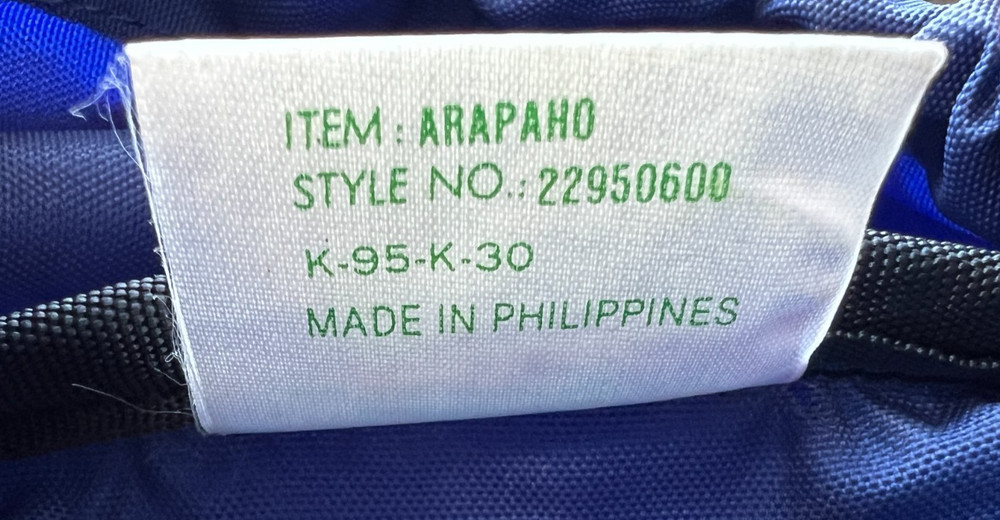 ITEM : ARAPAHO
STYLE NO.: 22950600
K-95-K-30
MADE IN PHILIPPINES